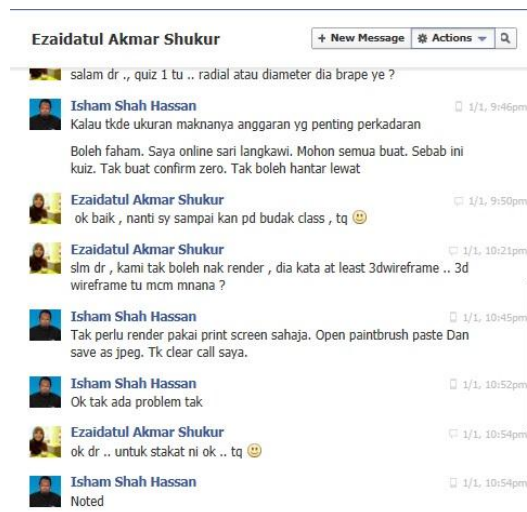 Ezaidatul Akmar Shukur
+ New Message
Actions
salam dr ., quiz 1 tu .. radial atau diameter dia brape ye ?
Isham Shah Hassan
1/1, 9:46pm
Kalau tkde ukuran maknanya anggaran yg penting perkadaran
Boleh faham. Saya online sari langkawi. Mohon semua buat. Sebab ini
kuiz. Tak buat confirm zero. Tak boleh hantar lewat
Ezaidatul Akmar Shukur
1/1, 9:50pm
ok baik , nanti sy sampai kan pd budak class , tq
Ezaidatul Akmar Shukur
1/1, 10:21pm
slm dr , kami tak boleh nak render , dia kata at least 3dwireframe .. 3d
wireframe tu mcm mnana ?
Isham Shah Hassan
1/1, 10:45pm
Tak perlu render pakai print screen sahaja. Open paintbrush paste Dan
save as jpeg. Tk clear call saya.
Isham Shah Hassan
1/1, 10:52pm
Ok tak ada problem tak
Ezaidatul Akmar Shukur
1/1, 10:54pm
ok dr .. untuk stakat ni ok .. tq
Isham Shah Hassan
1/1, 10:54pm
Noted